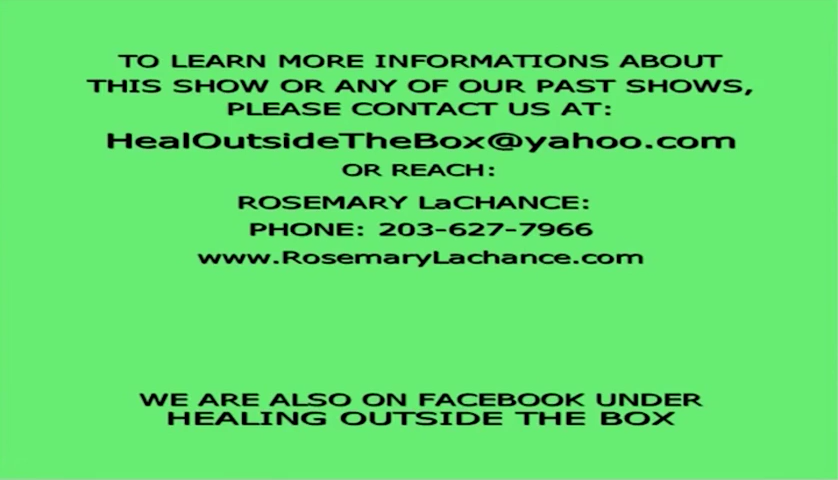 TO LEARN MORE INFORMATIONS ABOUT
THIS SHOW OR ANY OF OUR PAST SHOWS,
PLEASE CONTACT US AT:
HealOutsideTheBox@yahoo.com
OR REACH:
ROSEMARY LaCHANCE:
PHONE: 203-627-7966
www.RosemaryLachance.com
WE ARE ALSO ON FACEBOOK UNDER
HEALING OUTSIDE THE BOX